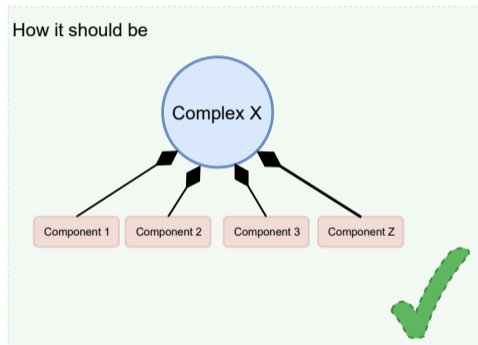 How it should be
Complex X
Component 1
Component 2
Component 3
Component Z